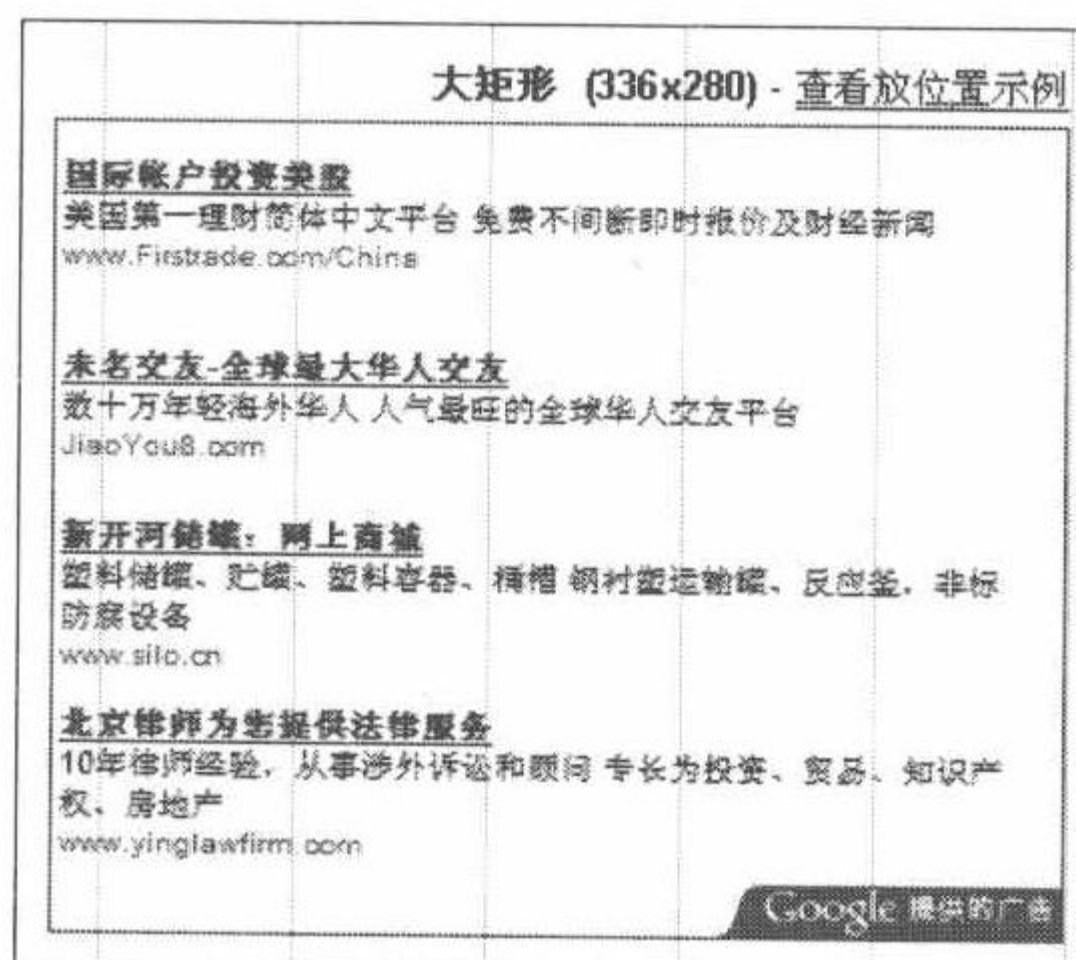 大矩形 (336x280) - 查看放位置示例
国际帐户投资美股
美国第一理财简体中文平台 免费不间断即时报价及财经新闻
www.Firstrade.com/China
未名交友-全球最大华人交友
数十万年轻海外华人 人气最旺的全球华人交友平台
JiaoYou8.com
新开河储罐：网上商城
塑料储罐、贮罐、塑料容器、桶槽 钢衬塑运输罐、反应釜，非标
防腐设备
www.silo.cn
北京律师为您提供法律服务
10年律师经验，从事涉外诉讼和顾问 专长为投资、贸易、知识产
权、房地产
www.yinglawfirm.com
Google 提供的广告